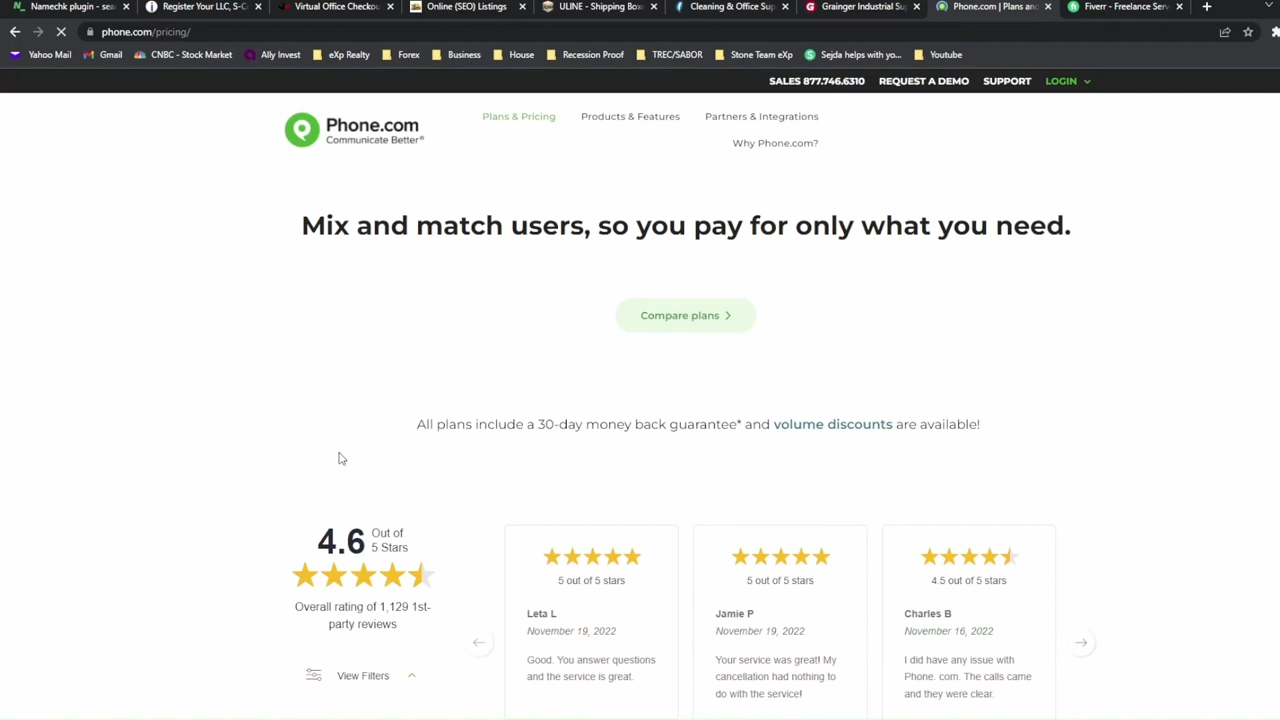 Namechk plugin - sear
Register Your LLC, S-C
Virtual Office Checkou
Online (SEO) Listings
ULINE - Shipping Boxe
Cleaning & Office Sup
Grainger Industrial Su
Phone.com | Plans and
Fiverr - Freelance Serv
phone.com/pricing/
Yahoo Mail
Gmail
CNBC - Stock Market
Ally Invest
eXp Realty
Forex
Business
House
Recession Proof
TREC/SABOR
Stone Team eXp
Sejda helps with yo...
Youtube
SALES 877.746.6310
REQUEST A DEMO
SUPPORT
LOGIN
Phone.com
Communicate Better®
Plans & Pricing
Products & Features
Partners & Integrations
Why Phone.com?
Mix and match users, so you pay for only what you need.
Compare plans
All plans include a 30-day money back guarantee* and volume discounts are available!
4.6
Out of
5 Stars
Overall rating of 1,129 1st-
party reviews
View Filters
5 out of 5 stars
Leta L
November 19, 2022
Good. You answer questions
and the service is great.
5 out of 5 stars
Jamie P
November 19, 2022
Your service was great! My
cancellation had nothing to
do with the service!
4.5 out of 5 stars
Charles B
November 16, 2022
I did have any issue with
Phone. com. The calls came
and they were clear.